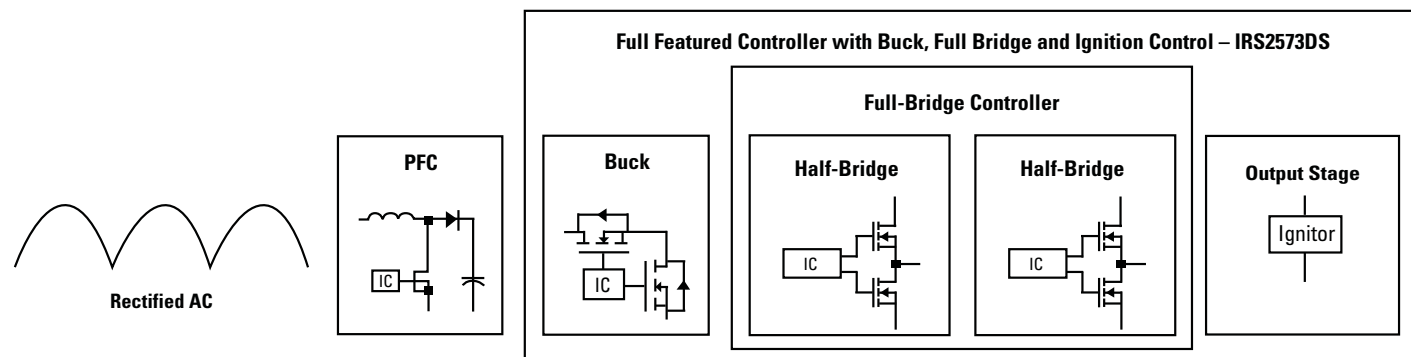 Full Featured Controller with Buck, Full Bridge and Ignition Control – IRS2573DS
Full-Bridge Controller
PFC
Buck
Half-Bridge
Half-Bridge
Output Stage
Ignitor
IC
IC
IC
IC
Rectified AC